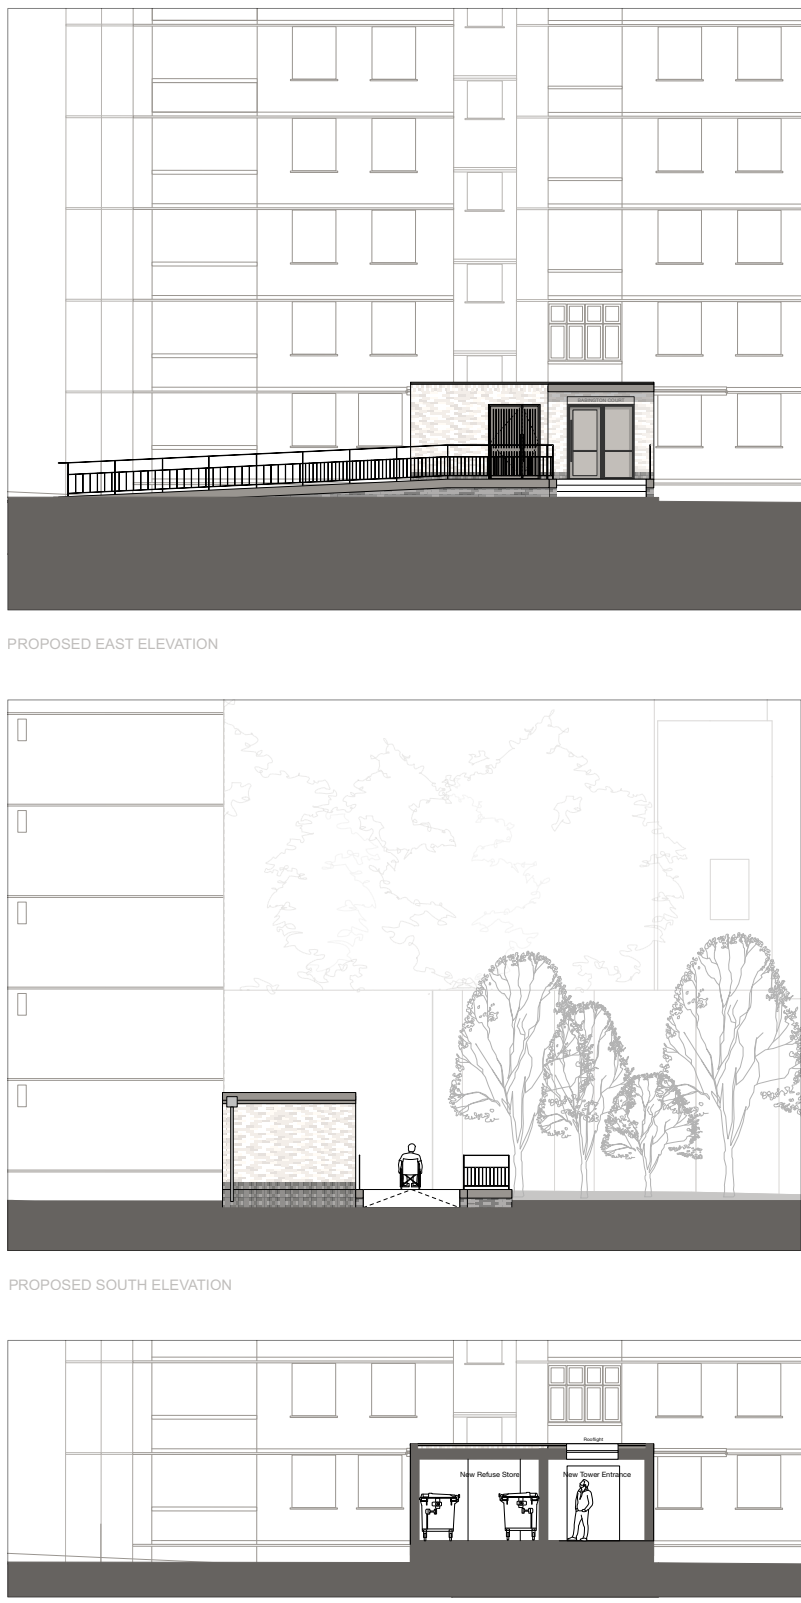 PROPOSED EAST ELEVATION
PROPOSED SOUTH ELEVATION
Rooflight
New Refuse Store
New Tower Entrance